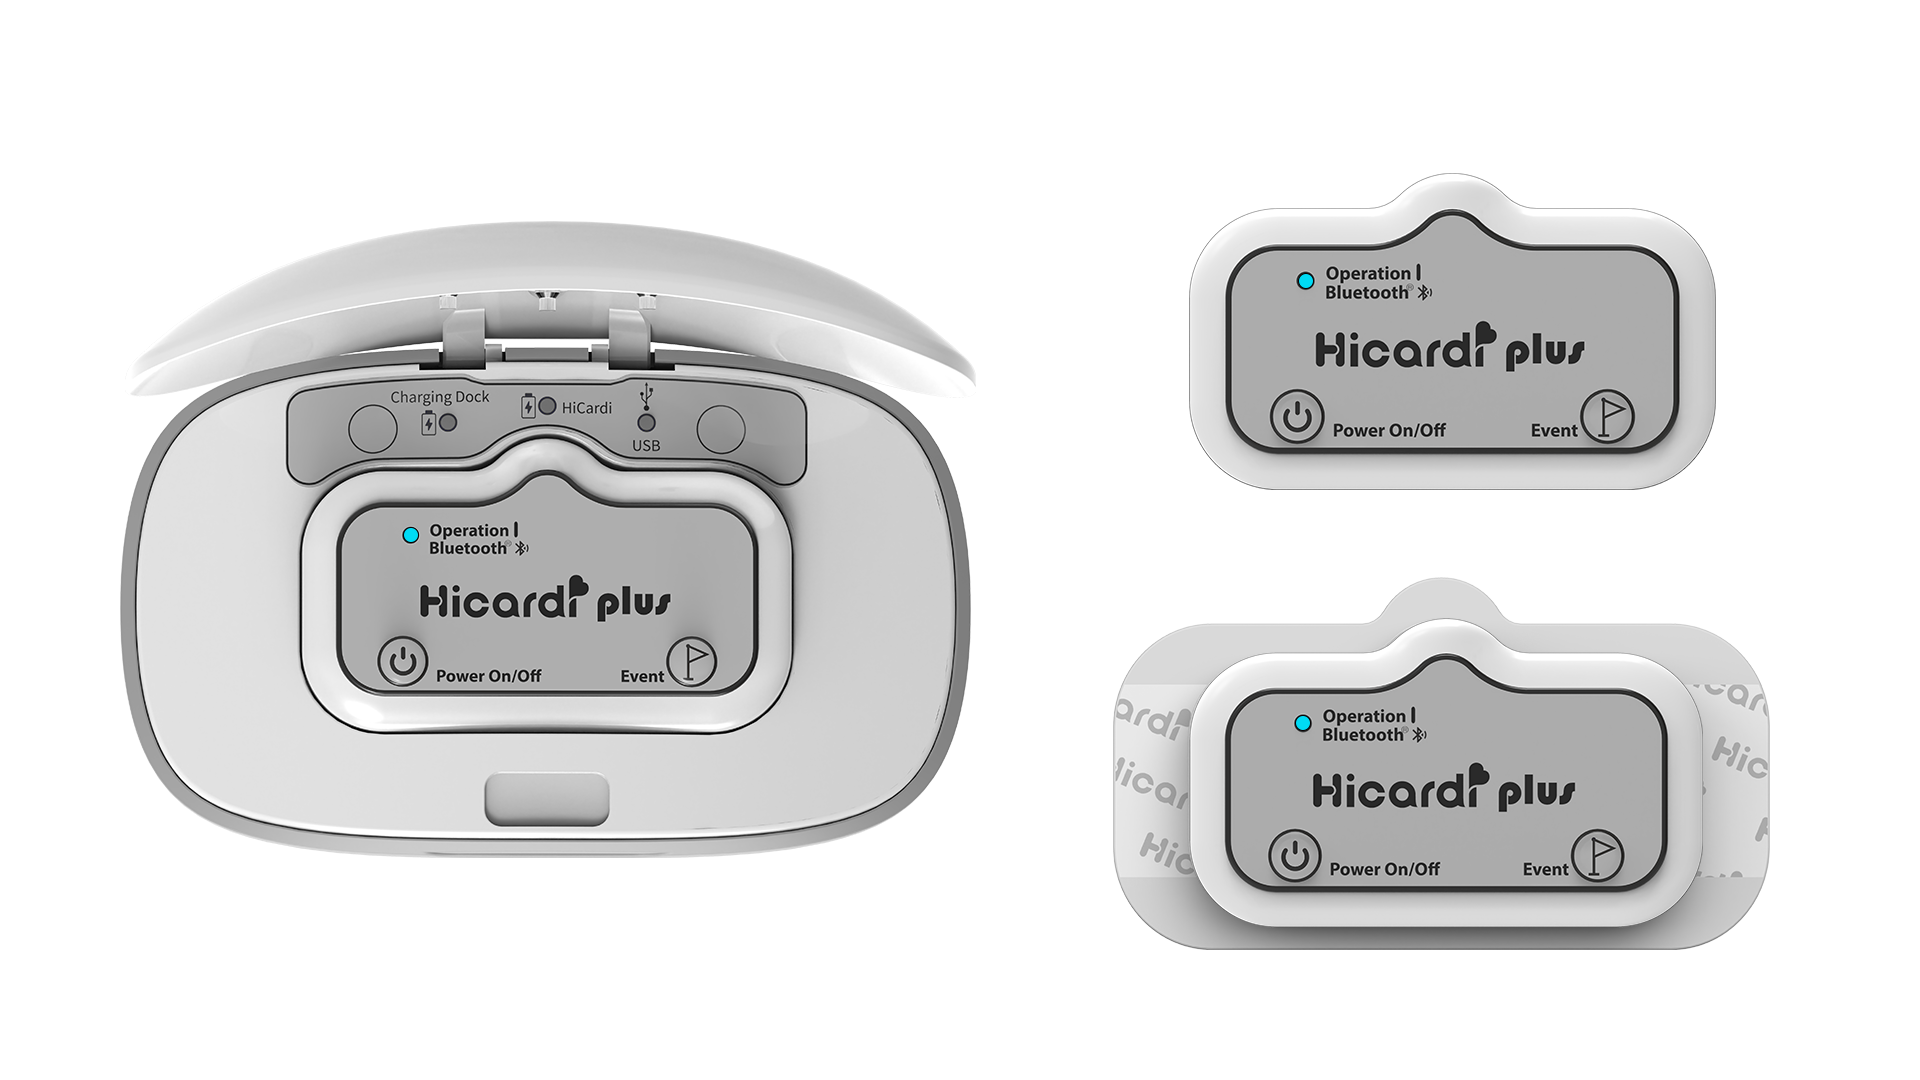 Charging Dock
HiCardi
USB
Operation
Bluetooth®
Hicardi plus
Power On/Off
Event
Operation
Bluetooth®
Hicardi plus
Power On/Off
Event
Operation
Bluetooth®
Hicardi plus
Power On/Off
Event